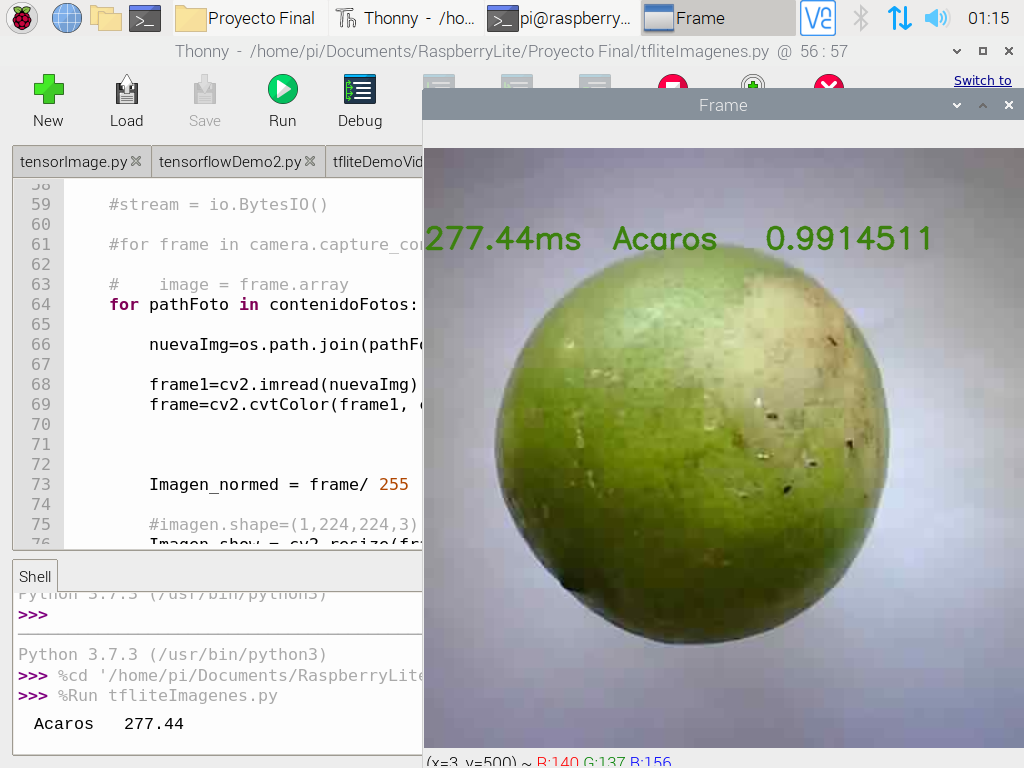 Proyecto Final
Thonny - /ho...
pi@raspberry...
Frame
01:15
Thonny - /home/pi/Documents/RaspberryLite/Proyecto Final/tfliteImagenes.py @ 56 : 57
New
Load
Save
Run
Debug
Switch to
Frame
tensorImage.py
tensorflowDemo2.py
tfliteDemoVid
58
59 #stream = io.BytesIO()
60
61 #for frame in camera.capture_co
62
63 # image = frame.array
64 for pathFoto in contenidoFotos:
65
66 nuevaImg=os.path.join(pathFo
67
68 frame1=cv2.imread(nuevaImg)
69 frame=cv2.cvtColor(frame1,
70
71
72
73 Imagen_normed = frame/ 255
74
75 #imagen.shape=(1,224,224,3)
76 Imagen_show = cv2.resize(fr
277.44ms Acaros 0.9914511
Shell
Python 3.7.3 (/usr/bin/python3)
>>>
Python 3.7.3 (/usr/bin/python3)
>>> %cd '/home/pi/Documents/RaspberryLite
>>> %Run tfliteImagenes.py
Acaros 277.44
(x=3, y=500) ~ R:140 G:137 B:156